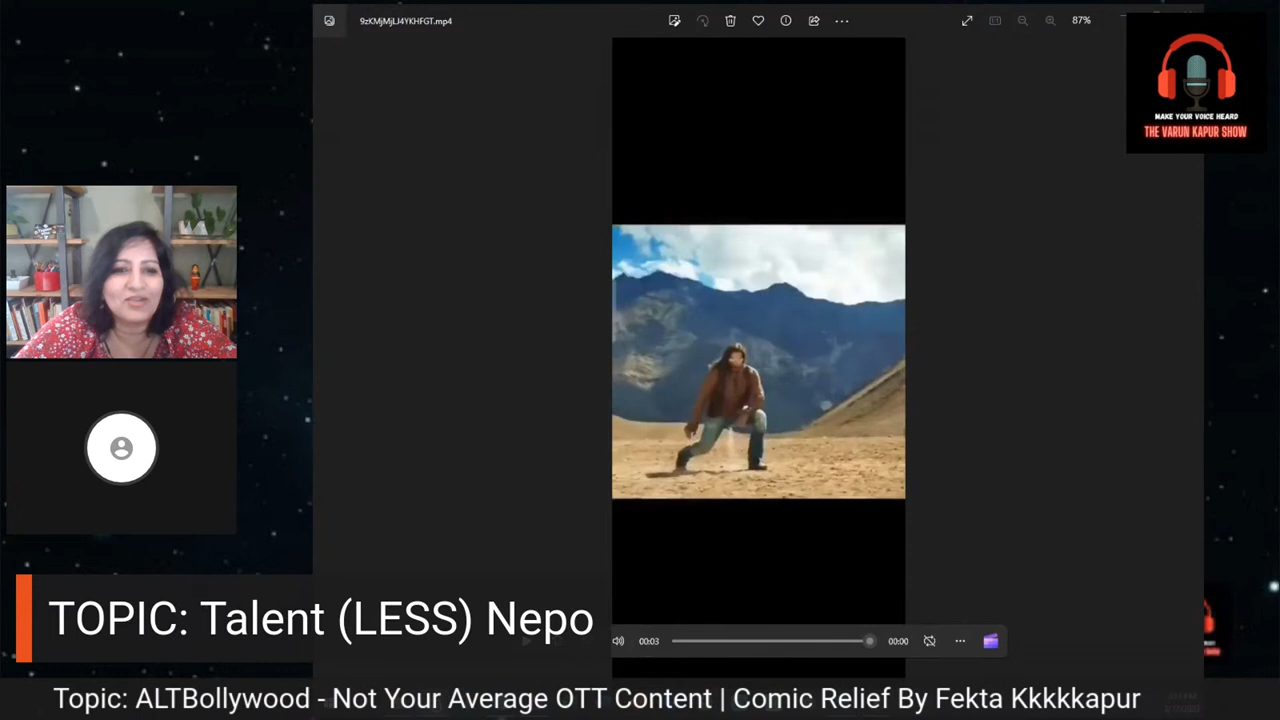 9zKMjMjLJ4YKHFGT.mp4
87%
MAKE YOUR VOICE HEARD
THE VARUN KAPUR SHOW
TOPIC: Talent (LESS) Nepo
00:03
00:00
Topic: ALTBollywood - Not Your Average OTT Content | Comic Relief By Fekta Kkkkkapur